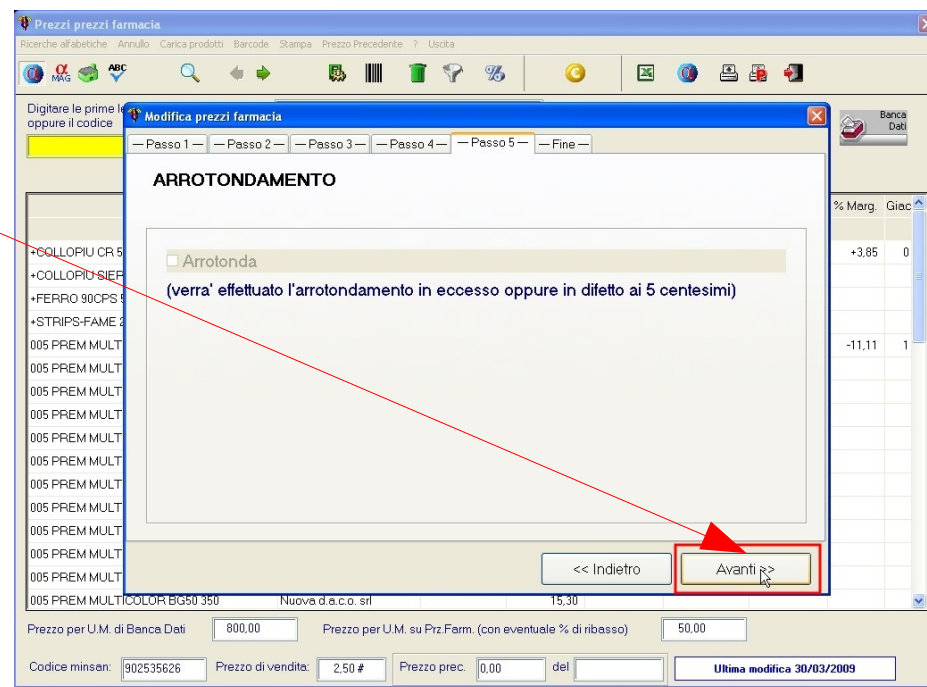 Prezzi prezzi farmacia
Ricerche alfabetiche Annullo Carica prodotti Barcode Stampa Prezzo Precedente ? Uscita
α MAG ABC %
Digitare le prime le
oppure il codice
Banca
Dati
Modifica prezzi farmacia
Passo 1 Passo 2 Passo 3 Passo 4 Passo 5 Fine
ARROTONDAMENTO
% Marg. Giac
Arrotonda
(verra' effettuato l'arrotondamento in eccesso oppure in difetto ai 5 centesimi)
+COLLOPIU CR 5 +3,85 0
+COLLOPIU SIER
+FERRO 90CPS 5
+STRIPS-FAME 2
005 PREM MULT -11,11 1
005 PREM MULT
005 PREM MULT
005 PREM MULT
005 PREM MULT
005 PREM MULT
005 PREM MULT
005 PREM MULT
005 PREM MULT
005 PREM MULT
005 PREM MULT
<< Indietro Avanti >>
005 PREM MULTICOLOR BG50 350 Nuova d.a.c.o. srl 15,30
Prezzo per U.M. di Banca Dati 800,00 Prezzo per U.M. su Prz.Farm. (con eventuale % di ribasso) 50,00
Codice minsan: 902535626 Prezzo di vendita: 2,50 # Prezzo prec. 0,00 del Ultima modifica 30/03/2009